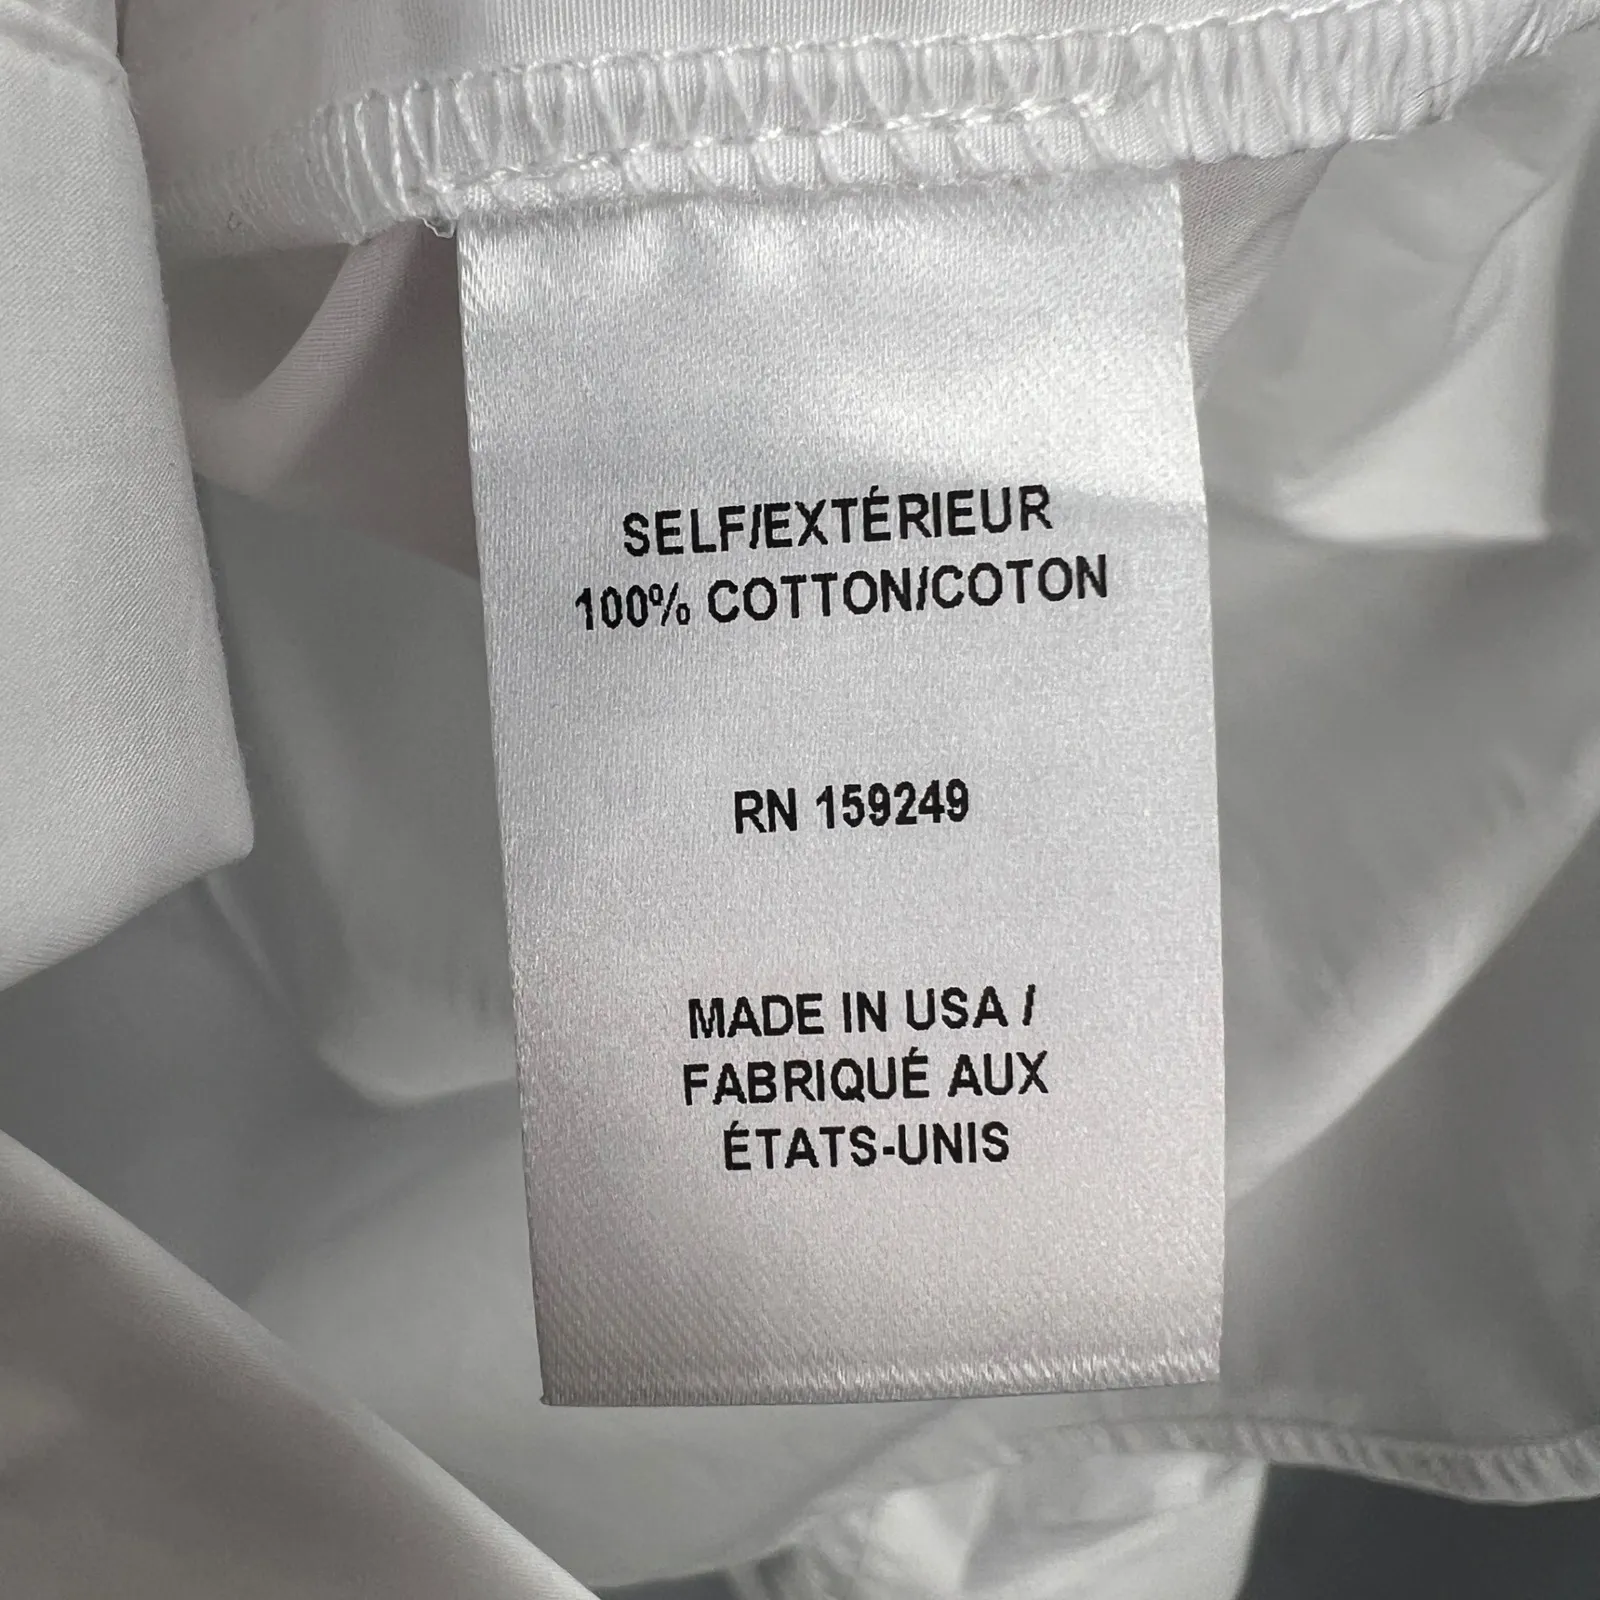 SELF/EXTÉRIEUR
100% COTTON/COTON
RN 159249
MADE IN USA /
FABRIQUÉ AUX
ÉTATS-UNIS